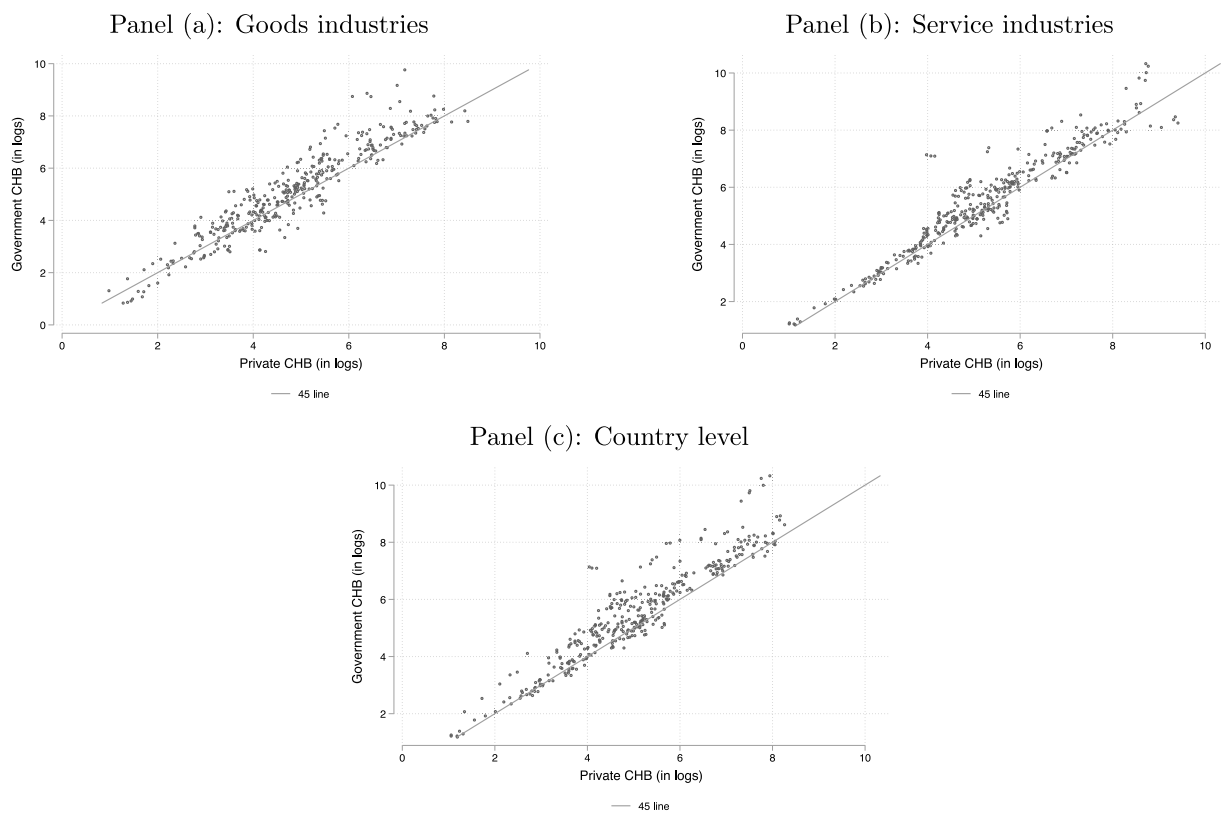 Panel (a): Goods industries
Government CHB (in logs)
10
8
6
4
2
0
0 2 4 6 8 10
Private CHB (in logs)
45 line
Panel (b): Service industries
Government CHB (in logs)
10
8
6
4
2
0 2 4 6 8 10
Private CHB (in logs)
45 line
Panel (c): Country level
Government CHB (in logs)
10
8
6
4
2
0 2 4 6 8 10
Private CHB (in logs)
45 line